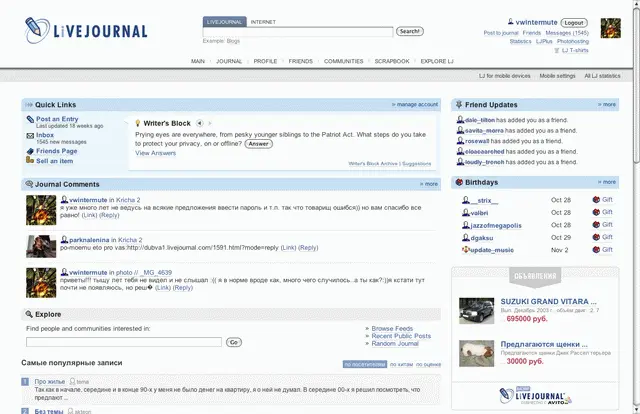 LiVEJOURNAL
LIVEJOURNAL INTERNET
Search!
Example: Blogs
vwintermute Logout
Post to journal Friends Messages (1545)
Statistics LJPlus Photohosting
LJ T-shirts
MAIN JOURNAL PROFILE FRIENDS COMMUNITIES SCRAPBOOK EXPLORE LJ
LJ for mobile devices Mobile settings All LJ statistics
Quick Links » manage account
Post an Entry
Last updated 18 weeks ago
Inbox
1545 new messages
Friends Page
Sell an item
Writer's Block
Prying eyes are everywhere, from pesky younger siblings to the Patriot Act. What steps do you take
to protect your privacy, on or offline? Answer
View Answers
Writer's Block Archive | Suggestions
Journal Comments » more
vwintermute in Kricha 2
я уже много лет не ведусь на всякие предложения ввести пароль и т.п. так что товарищ ошибся)) но вам спасибо все
равно! (Link) (Reply)
parknalenina in Kricha 2
po-moemu eto pro vas:http://dubva1.livejournal.com/1591.html?mode=reply (Link) (Reply)
vwintermute in photo // _MG_4639
приветы!!! тыщу лет тебя не видел и не слышал :(( я в норме вроде как, много чего случилось..а ты как?:))я кстати тут
почти не появляюсь, но реш� (Link) (Reply)
Explore
Find people and communities interested in:
Go
» Browse Feeds
» Recent Public Posts
» Random Journal
Самые популярные записи
по посетителям по хитам по оценке
1 Про жилье tema
Так как в начале, середине и в конце 90-х у меня не было денег на квартиру, я о ней не думал. В середине 00-х я решил посмотреть, что
предлают ...
2 Без темы
Friend Updates » more
dale_tilton has added you as a friend.
savita_morra has added you as a friend.
rosewall has added you as a friend.
has added you as a friend.
loudly_trench has added you as a friend.
Birthdays » more
__strix__ Oct 28 Gift
valibri Oct 28 Gift
jazzofmegapolis Oct 28 Gift
dgaksu Oct 29 Gift
update_music Nov 2 Gift
ОБЪЯВЛЕНИЯ
SUZUKI GRAND VITARA ...
Вып. Декабрь 2003 г., объем двиг.: 2, 7
... 695000 руб.
Предлагаются щенки ...
Предлагаются щенки Джек Рассел терьера
... 30000 руб.
LiVEJOURNAL
СОВМЕСТНО С AVITO.ru